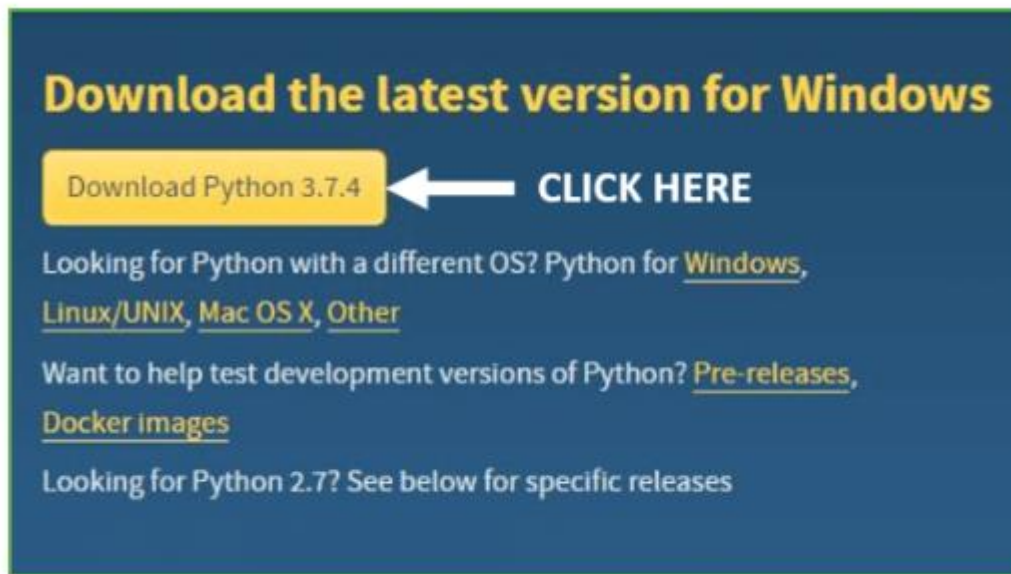 Download the latest version for Windows
Download Python 3.7.4
CLICK HERE
Looking for Python with a different OS? Python for Windows,
Linux/UNIX, Mac OS X, Other
Want to help test development versions of Python? Pre-releases,
Docker images
Looking for Python 2.7? See below for specific releases